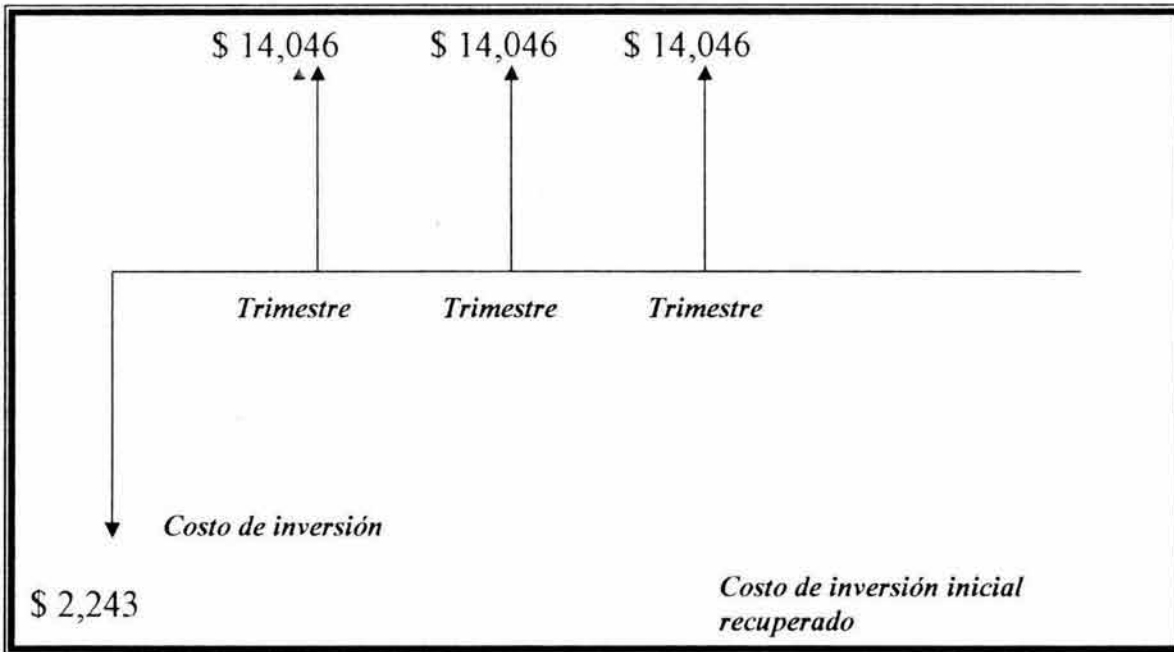 $ 14,046 $ 14,046 $ 14,046
Trimestre Trimestre Trimestre
Costo de inversión
$ 2,243
Costo de inversión inicial
recuperado